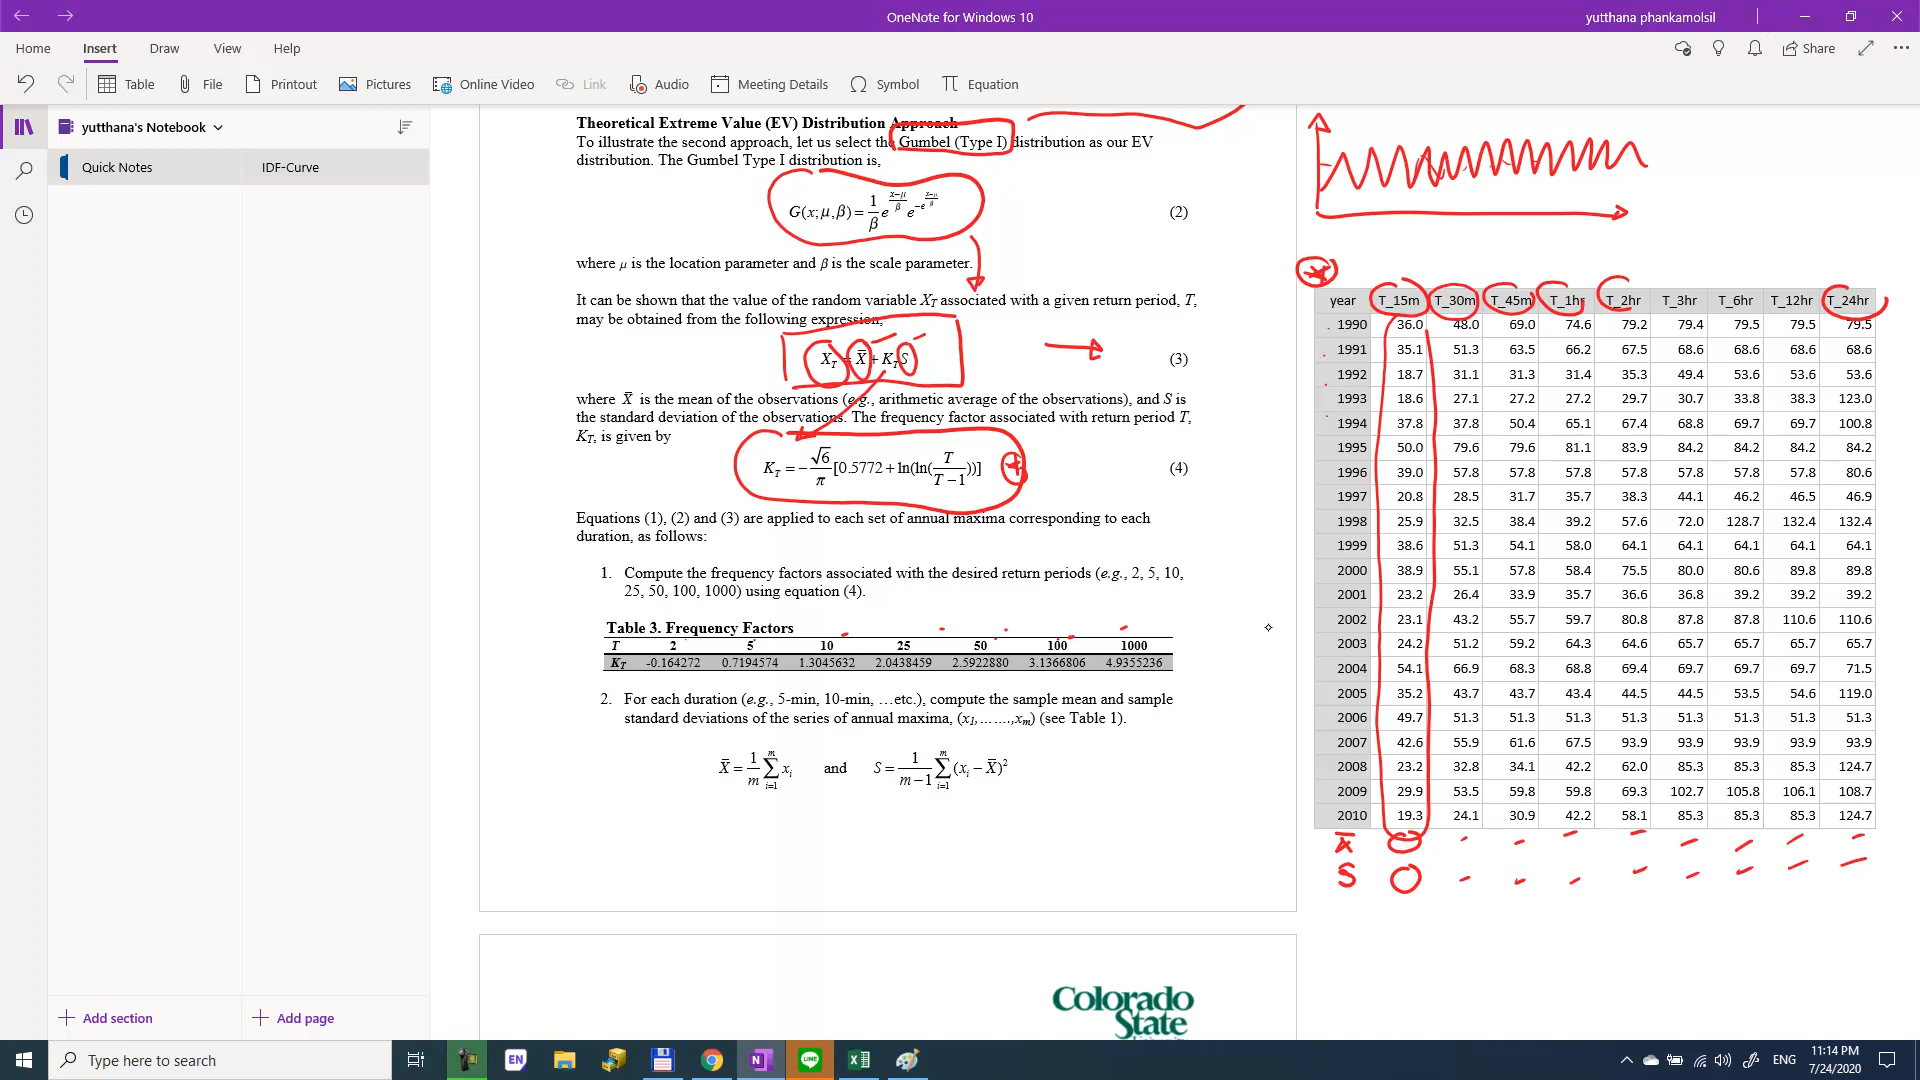 OneNote for Windows 10
yutthana phankamolsil
Home Insert Draw View Help
Share
Table File Printout Pictures Online Video Link Audio Meeting Details Symbol Equation
yutthana's Notebook
Quick Notes
IDF-Curve
Theoretical Extreme Value (EV) Distribution Approach
To illustrate the second approach, let us select the Gumbel (Type I) distribution as our EV
distribution. The Gumbel Type I distribution is,
G(x; μ, β) = 1/β e^((x−μ)/β) e^(−e^((x−μ)/β)) (2)
where μ is the location parameter and β is the scale parameter.
It can be shown that the value of the random variable X_T associated with a given return period, T,
may be obtained from the following expression,
X_T = X̄ + K_T S (3)
where X̄ is the mean of the observations (e.g., arithmetic average of the observations), and S is
the standard deviation of the observations. The frequency factor associated with return period T,
K_T, is given by
K_T = −√6/π [0.5772 + ln(ln(T/(T−1)))] (4)
Equations (1), (2) and (3) are applied to each set of annual maxima corresponding to each
duration, as follows:
1. Compute the frequency factors associated with the desired return periods (e.g., 2, 5, 10,
25, 50, 100, 1000) using equation (4).
Table 3. Frequency Factors
T 2 5 10 25 50 100 1000
K_T -0.164272 0.7194574 1.3045632 2.0438459 2.5922880 3.1366806 4.9355236
2. For each duration (e.g., 5-min, 10-min, …etc.), compute the sample mean and sample
standard deviations of the series of annual maxima, (x1,…….,xm) (see Table 1).
X̄ = 1/m ∑_{i=1}^{m} x_i and S = 1/(m−1) ∑_{i=1}^{m} (x_i − X̄)²
Colorado
State
year T_15m T_30m T_45m T_1hr T_2hr T_3hr T_6hr T_12hr T_24hr
1990 36.0 48.0 69.0 74.6 79.2 79.4 79.5 79.5 79.5
1991 35.1 51.3 63.5 66.2 67.5 68.6 68.6 68.6 68.6
1992 18.7 31.1 31.3 31.4 35.3 49.4 53.6 53.6 53.6
1993 18.6 27.1 27.2 27.2 29.7 30.7 33.8 38.3 123.0
1994 37.8 37.8 50.4 65.1 67.4 68.8 69.7 69.7 100.8
1995 50.0 79.6 79.6 81.1 83.9 84.2 84.2 84.2 84.2
1996 39.0 57.8 57.8 57.8 57.8 57.8 57.8 57.8 80.6
1997 20.8 28.5 31.7 35.7 38.3 44.1 46.2 46.5 46.9
1998 25.9 32.5 38.4 39.2 57.6 72.0 128.7 132.4 132.4
1999 38.6 51.3 54.1 58.0 64.1 64.1 64.1 64.1 64.1
2000 38.9 55.1 57.8 58.4 75.5 80.0 80.6 89.8 89.8
2001 23.2 26.4 33.9 35.7 36.6 36.8 39.2 39.2 39.2
2002 23.1 43.2 55.7 59.7 80.8 87.8 87.8 110.6 110.6
2003 24.2 51.2 59.2 64.3 64.6 65.7 65.7 65.7 65.7
2004 54.1 66.9 68.3 68.8 69.4 69.7 69.7 69.7 71.5
2005 35.2 43.7 43.7 43.4 44.5 44.5 53.5 54.6 119.0
2006 49.7 51.3 51.3 51.3 51.3 51.3 51.3 51.3 51.3
2007 42.6 55.9 61.6 67.5 93.9 93.9 93.9 93.9 93.9
2008 23.2 32.8 34.1 42.2 62.0 85.3 85.3 85.3 124.7
2009 29.9 53.5 59.8 59.8 69.3 102.7 105.8 106.1 108.7
2010 19.3 24.1 30.9 42.2 58.1 85.3 85.3 85.3 124.7
X̄
S
Add section
Add page
Type here to search
EN
LINE
ENG
11:14 PM
7/24/2020